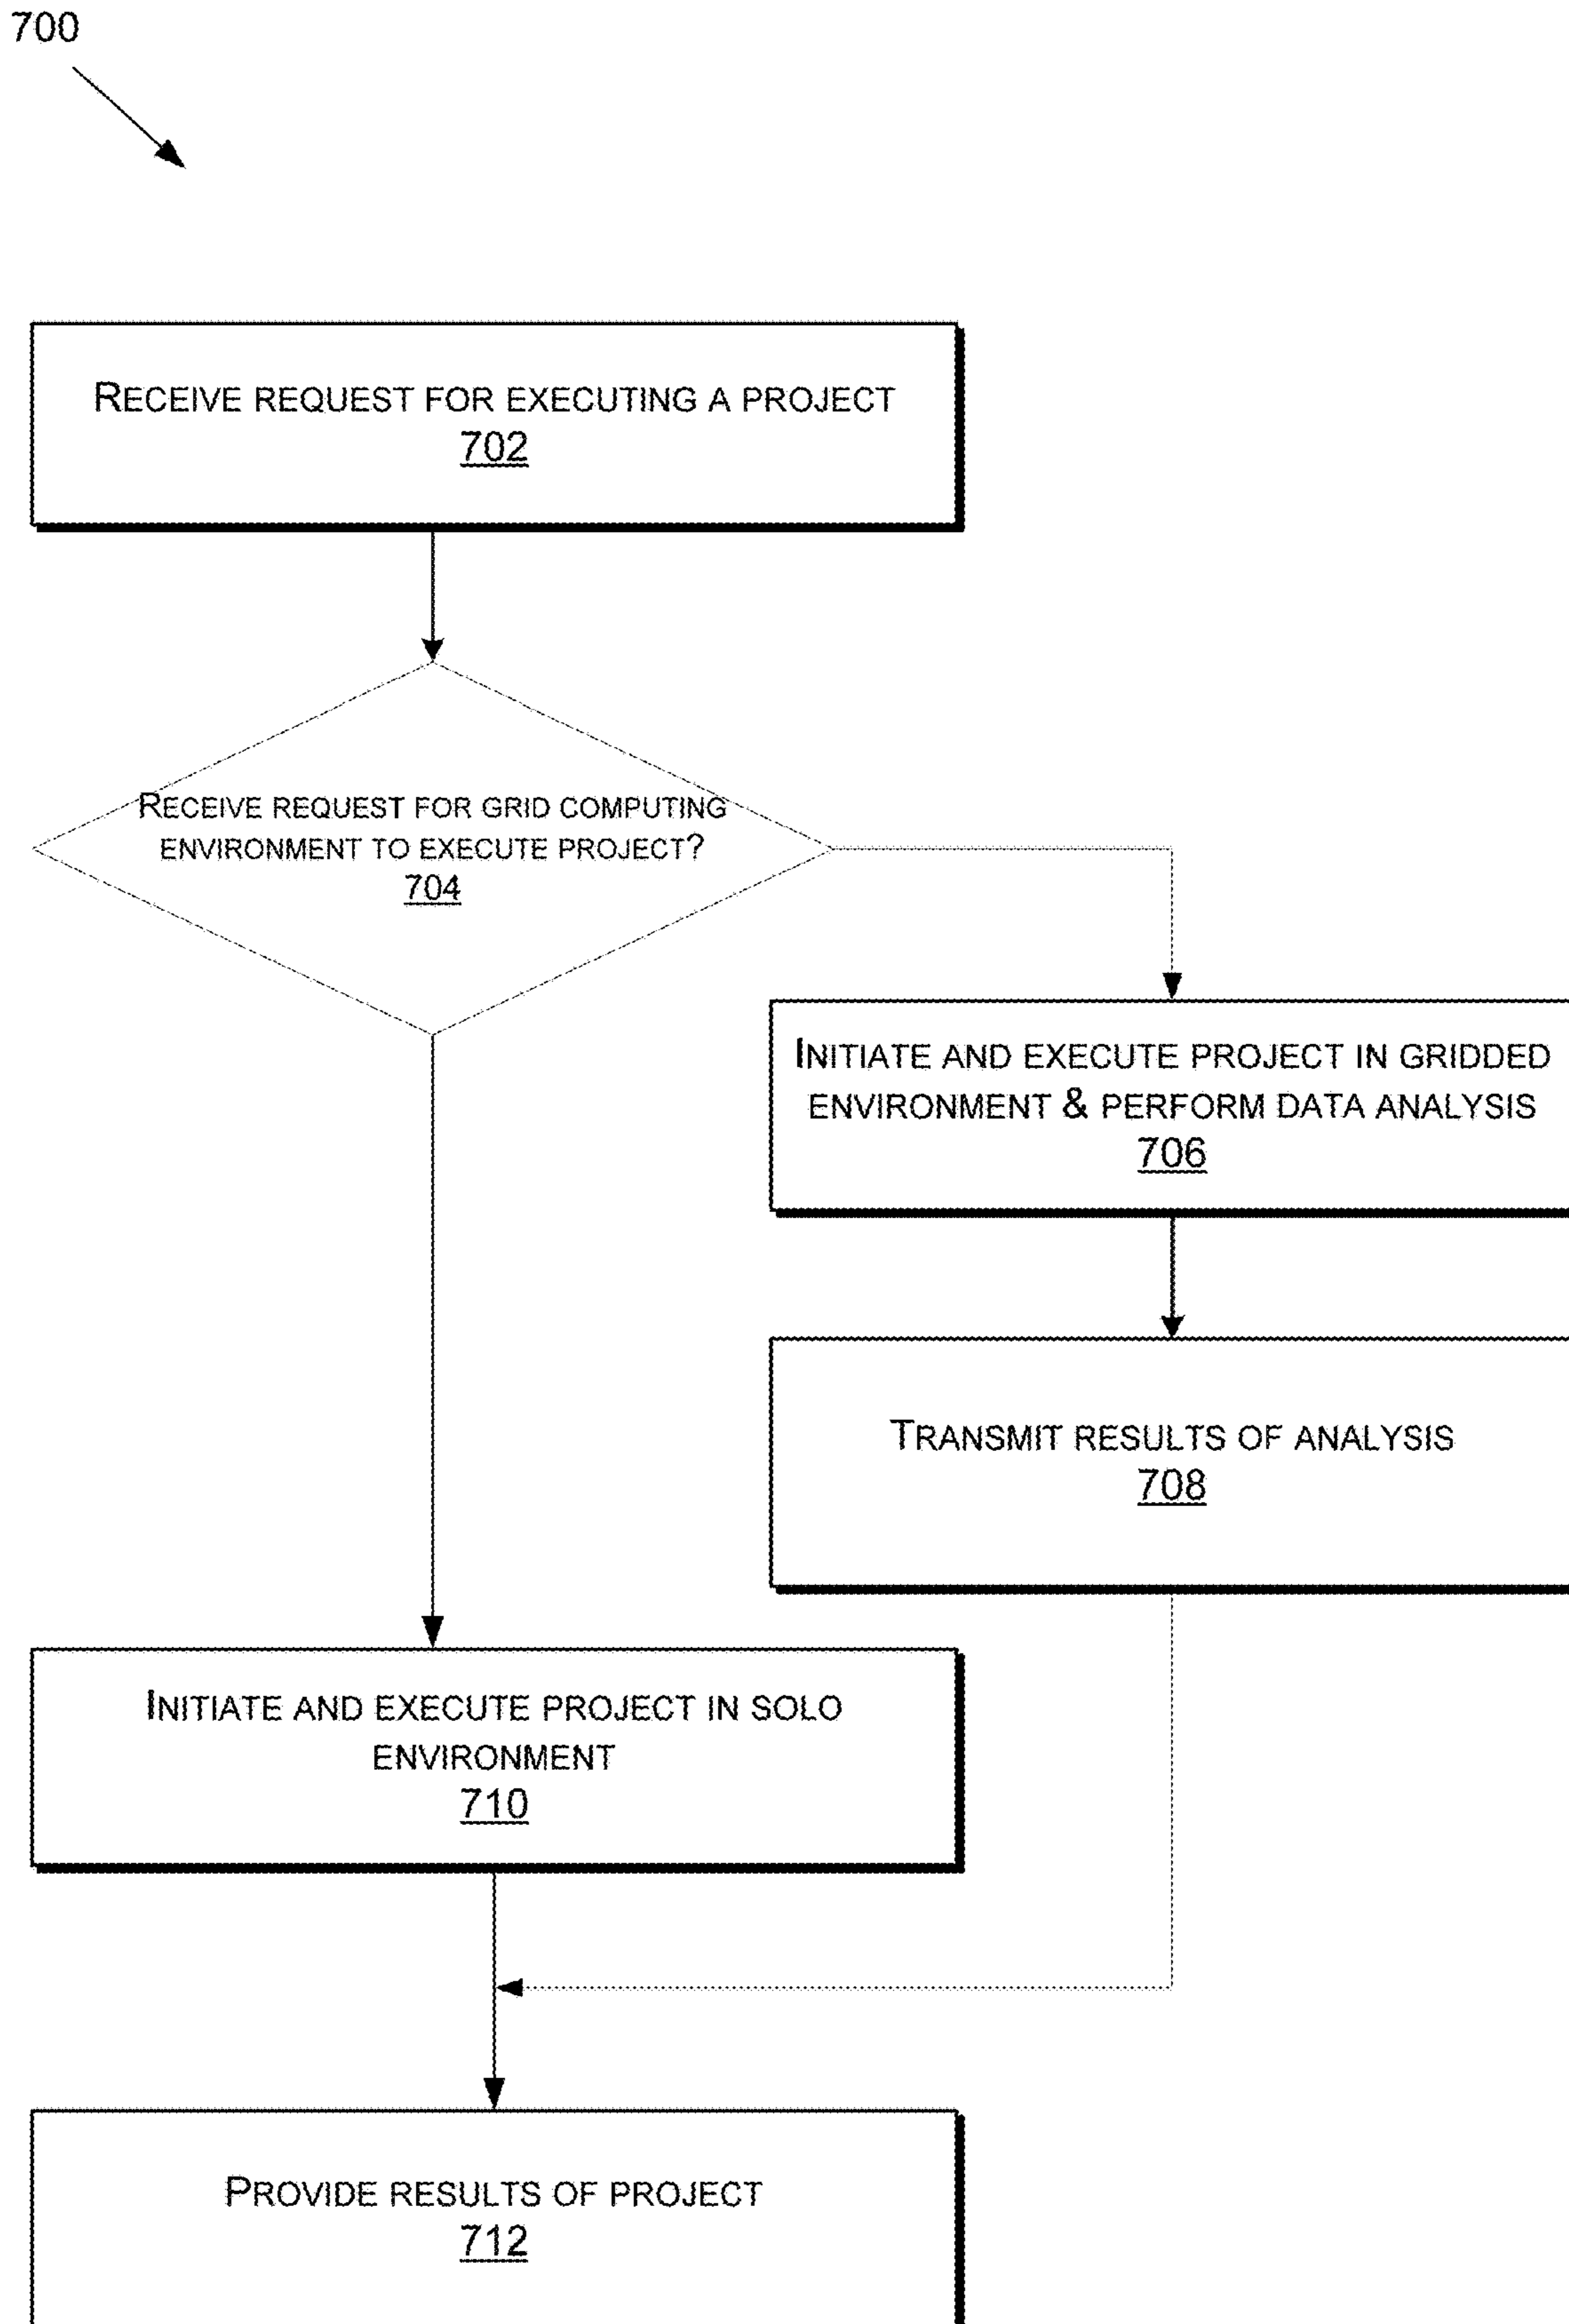 700
RECEIVE REQUEST FOR EXECUTING A PROJECT
702
RECEIVE REQUEST FOR GRID COMPUTING
ENVIRONMENT TO EXECUTE PROJECT?
704
INITIATE AND EXECUTE PROJECT IN GRIDDED
ENVIRONMENT & PERFORM DATA ANALYSIS
706
TRANSMIT RESULTS OF ANALYSIS
708
INITIATE AND EXECUTE PROJECT IN SOLO
ENVIRONMENT
710
PROVIDE RESULTS OF PROJECT
712